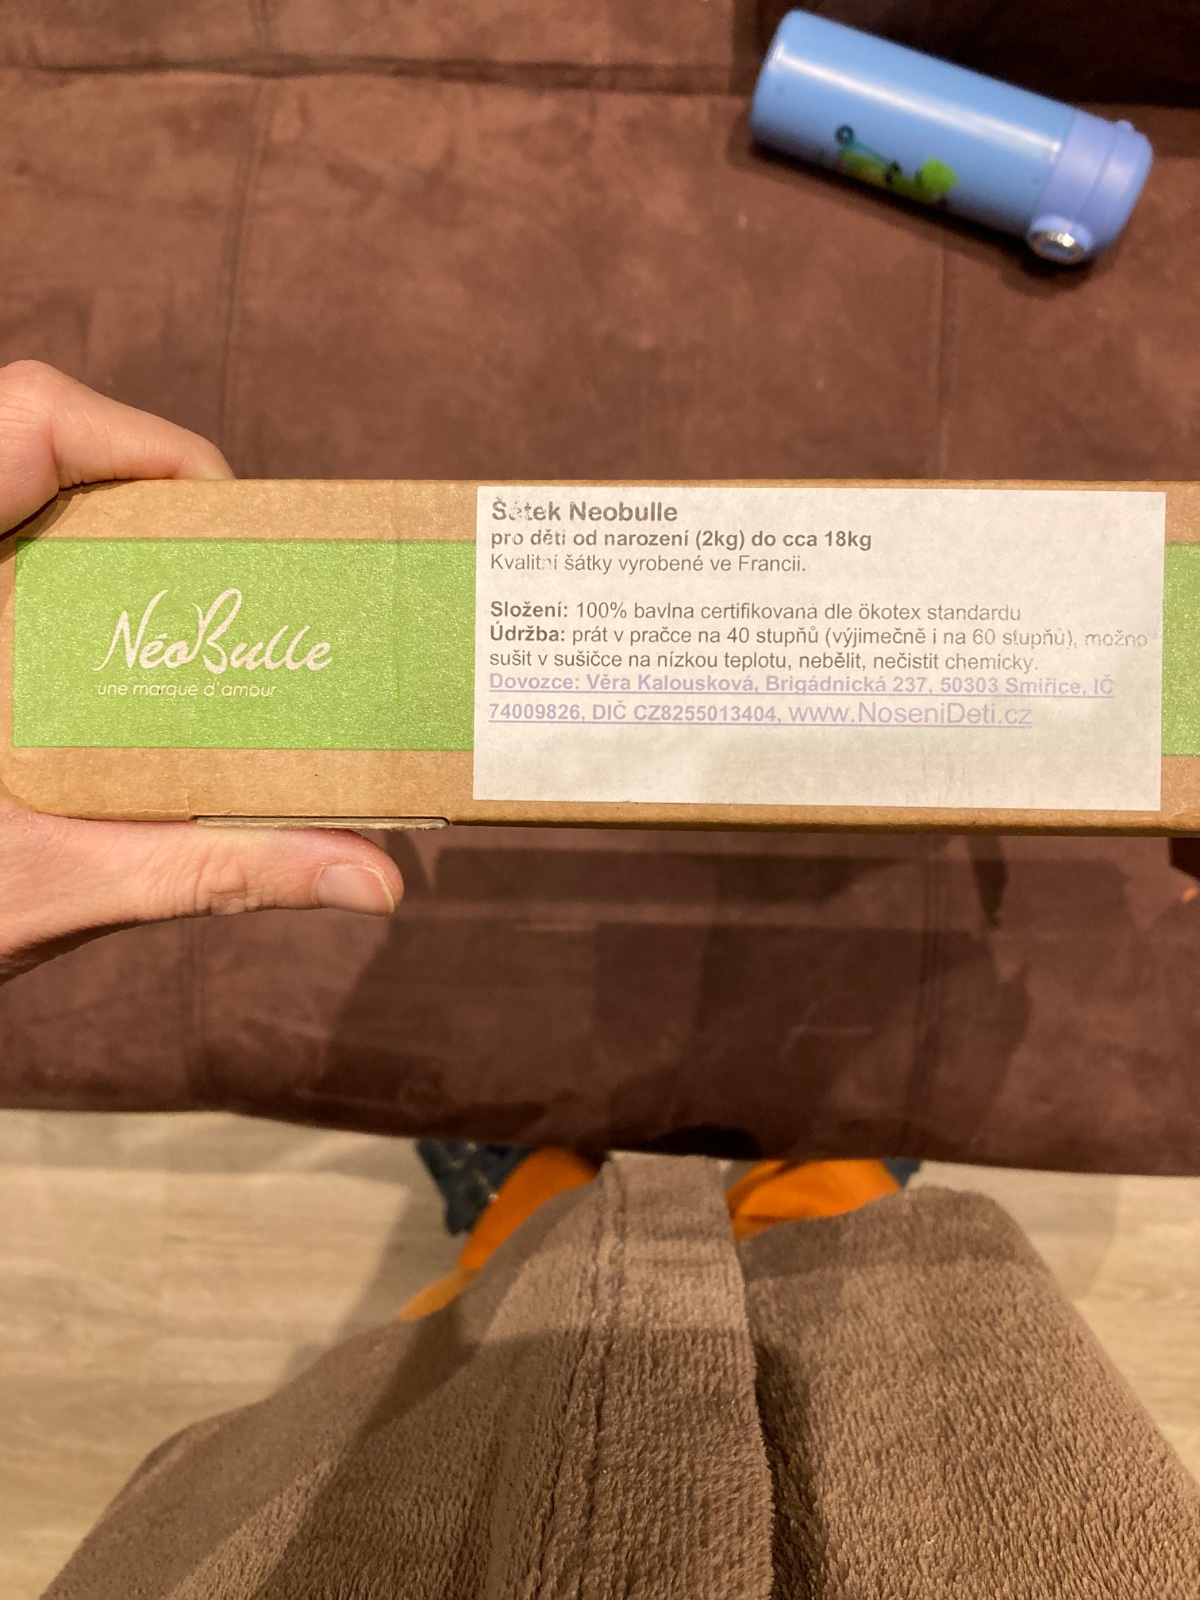 NéoBulle
une marque d'amour
Šátek Neobulle
pro děti od narození (2kg) do cca 18kg
Kvalitní šátky vyrobené ve Francii.
Složení: 100% bavlna certifikovaná dle ökotex standardu
Údržba: prát v pračce na 40 stupňů (výjimečně i na 60 stupňů), možno
sušit v sušičce na nízkou teplotu, nebělit, nečistit chemicky.
Dovozce: Věra Kalousková, Brigádnická 237, 50303 Smiřice, IČ
74009826, DIČ CZ8255013404, www.NoseniDeti.cz